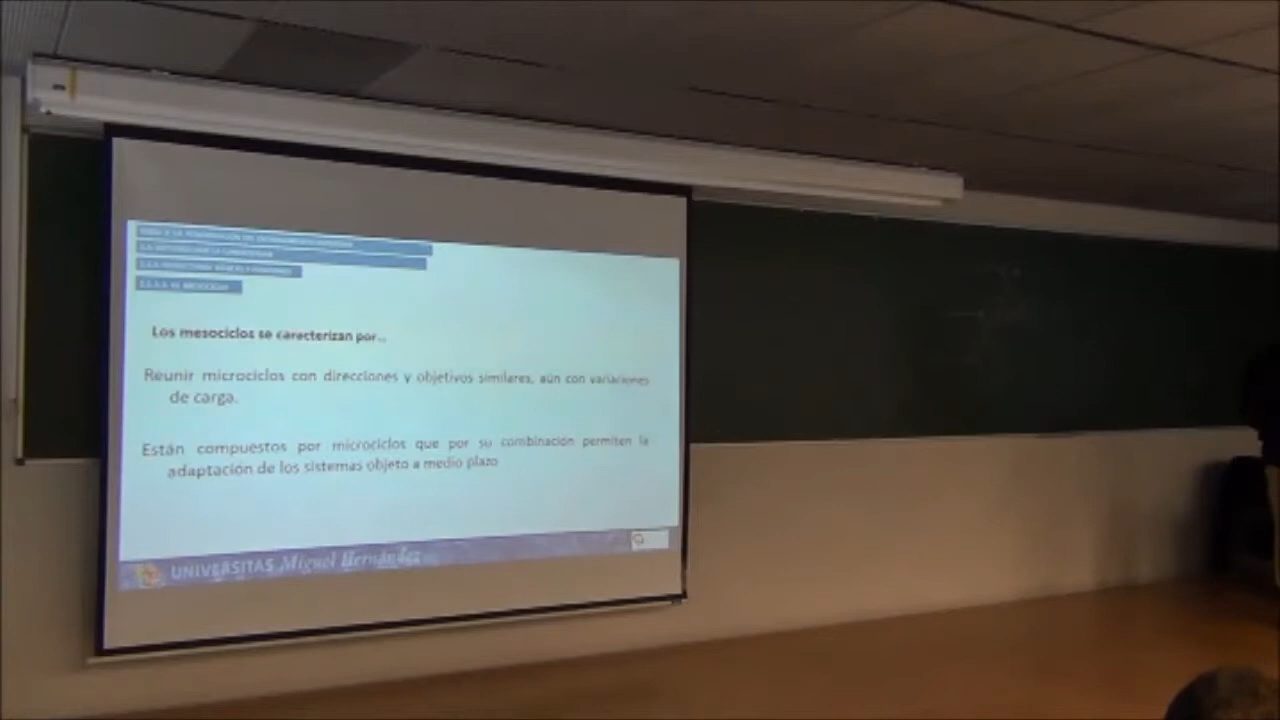 Los mesociclos se carecterizan por...
Reunir microciclos con direcciones y objetivos similares, aún con variaciones
de carga.
Están compuestos por microciclos que por su combinación permiten la
adaptación de los sistemas objeto a medio plazo
UNIVERSITAS Miguel Hernández